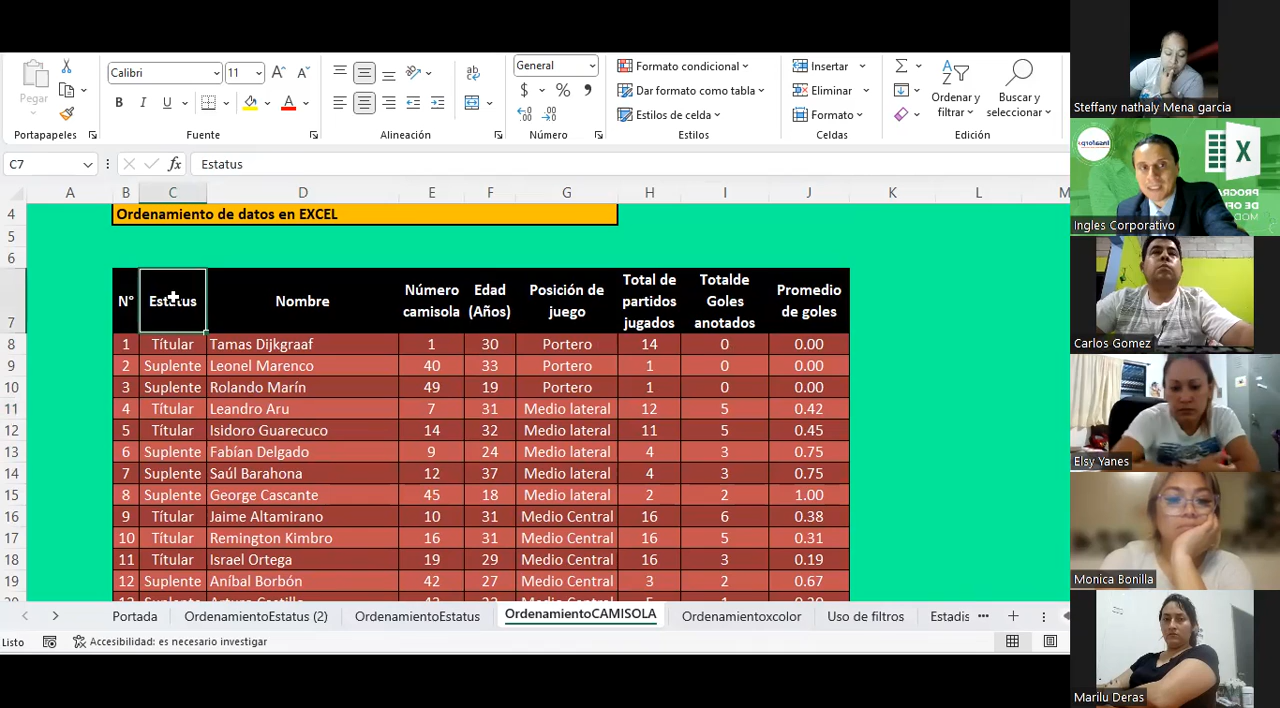 Calibri 11 General Formato condicional Insertar Σ
Pegar N K S $ % Dar formato como tabla Eliminar Ordenar y filtrar Buscar y seleccionar
Estilos de celda Formato
Portapapeles Fuente Alineación Número Estilos Celdas Edición
C7 fx Estatus
A B C D E F G H I J K L M
4 Ordenamiento de datos en EXCEL
5
6
7 N° Estatus Nombre Número camisola Edad (Años) Posición de juego Total de partidos jugados Totalde Goles anotados Promedio de goles
8 1 Títular Tamas Dijkgraaf 1 30 Portero 14 0 0.00
9 2 Suplente Leonel Marenco 40 33 Portero 1 0 0.00
10 3 Suplente Rolando Marín 49 19 Portero 1 0 0.00
11 4 Títular Leandro Aru 7 31 Medio lateral 12 5 0.42
12 5 Títular Isidoro Guarecuco 14 32 Medio lateral 11 5 0.45
13 6 Suplente Fabían Delgado 9 24 Medio lateral 4 3 0.75
14 7 Suplente Saúl Barahona 12 37 Medio lateral 4 3 0.75
15 8 Suplente George Cascante 45 18 Medio lateral 2 2 1.00
16 9 Títular Jaime Altamirano 10 31 Medio Central 16 6 0.38
17 10 Títular Remington Kimbro 16 31 Medio Central 16 5 0.31
18 11 Títular Israel Ortega 19 29 Medio Central 16 3 0.19
19 12 Suplente Aníbal Borbón 42 27 Medio Central 3 2 0.67
Portada OrdenamientoEstatus (2) OrdenamientoEstatus OrdenamientoCAMISOLA Ordenamientoxcolor Uso de filtros Estadis ...
Listo Accesibilidad: es necesario investigar
Steffany nathaly Mena garcia
X
Ingles Corporativo
Carlos Gomez
Elsy Yanes
Monica Bonilla
Marilu Deras